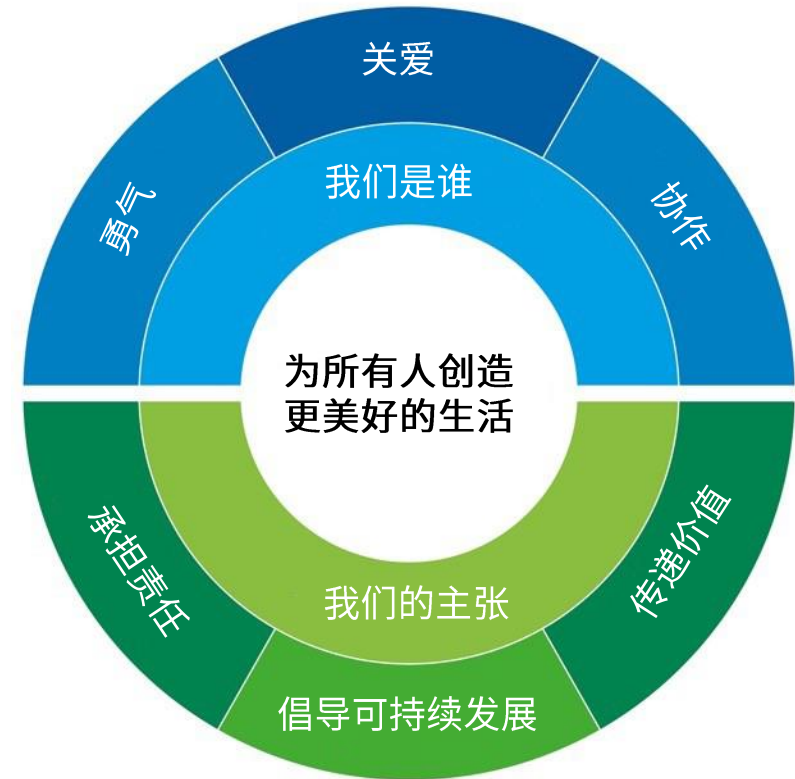 关爱
我们是谁
勇气
协作
为所有人创造
更美好的生活
承担责任
传递价值
我们的主张
倡导可持续发展